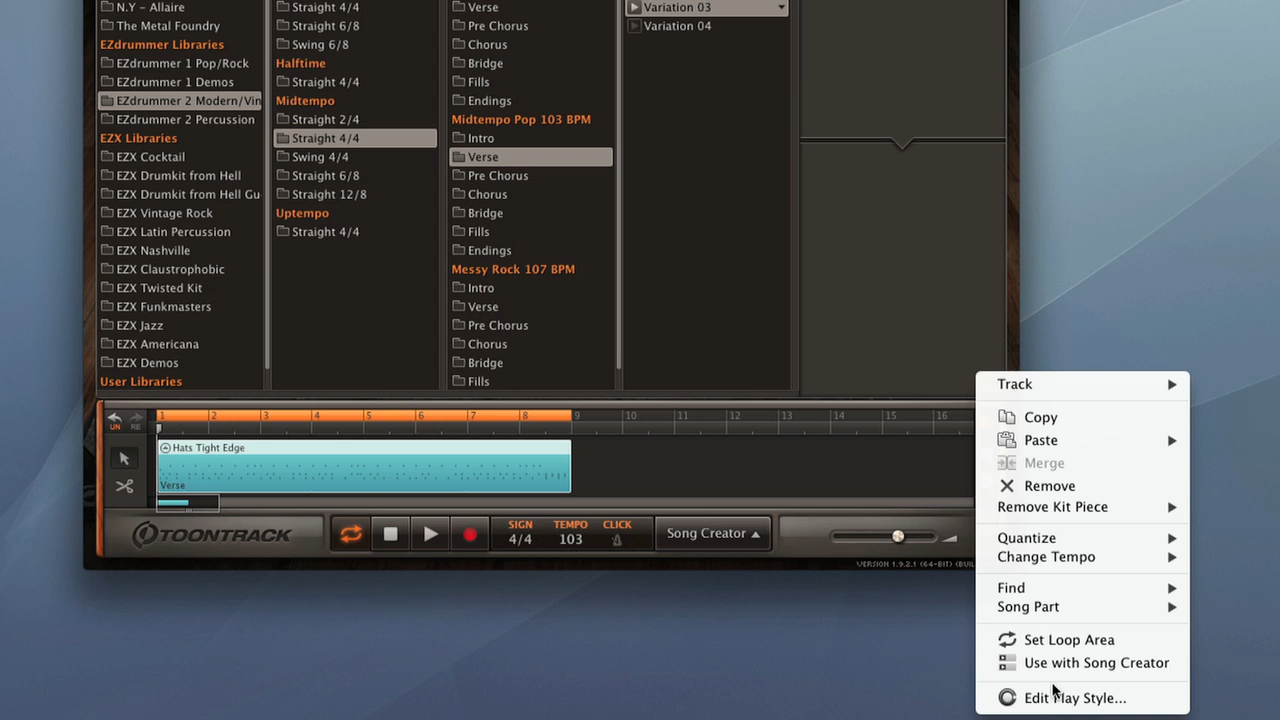 N.Y - Allaire
The Metal Foundry
EZdrummer Libraries
EZdrummer 1 Pop/Rock
EZdrummer 1 Demos
EZdrummer 2 Modern/Vin
EZdrummer 2 Percussion
EZX Libraries
EZX Cocktail
EZX Drumkit from Hell
EZX Drumkit from Hell Gu
EZX Vintage Rock
EZX Latin Percussion
EZX Nashville
EZX Claustrophobic
EZX Twisted Kit
EZX Funkmasters
EZX Jazz
EZX Americana
EZX Demos
User Libraries
Straight 4/4
Straight 6/8
Swing 6/8
Halftime
Straight 4/4
Midtempo
Straight 2/4
Straight 4/4
Swing 4/4
Straight 6/8
Straight 12/8
Uptempo
Straight 4/4
Verse
Pre Chorus
Chorus
Bridge
Fills
Endings
Midtempo Pop 103 BPM
Intro
Verse
Pre Chorus
Chorus
Bridge
Fills
Endings
Messy Rock 107 BPM
Intro
Verse
Pre Chorus
Chorus
Bridge
Fills
Variation 03
Variation 04
UN RE
1 2 3 4 5 6 7 8 9 10 11 12 13 14 15 16
Hats Tight Edge
Verse
TOONTRACK
SIGN TEMPO CLICK
4/4 103
Song Creator
VERSION 1.9.2.1 (64-BIT) (BUIL
Track
Copy
Paste
Merge
Remove
Remove Kit Piece
Quantize
Change Tempo
Find
Song Part
Set Loop Area
Use with Song Creator
Edit Play Style...